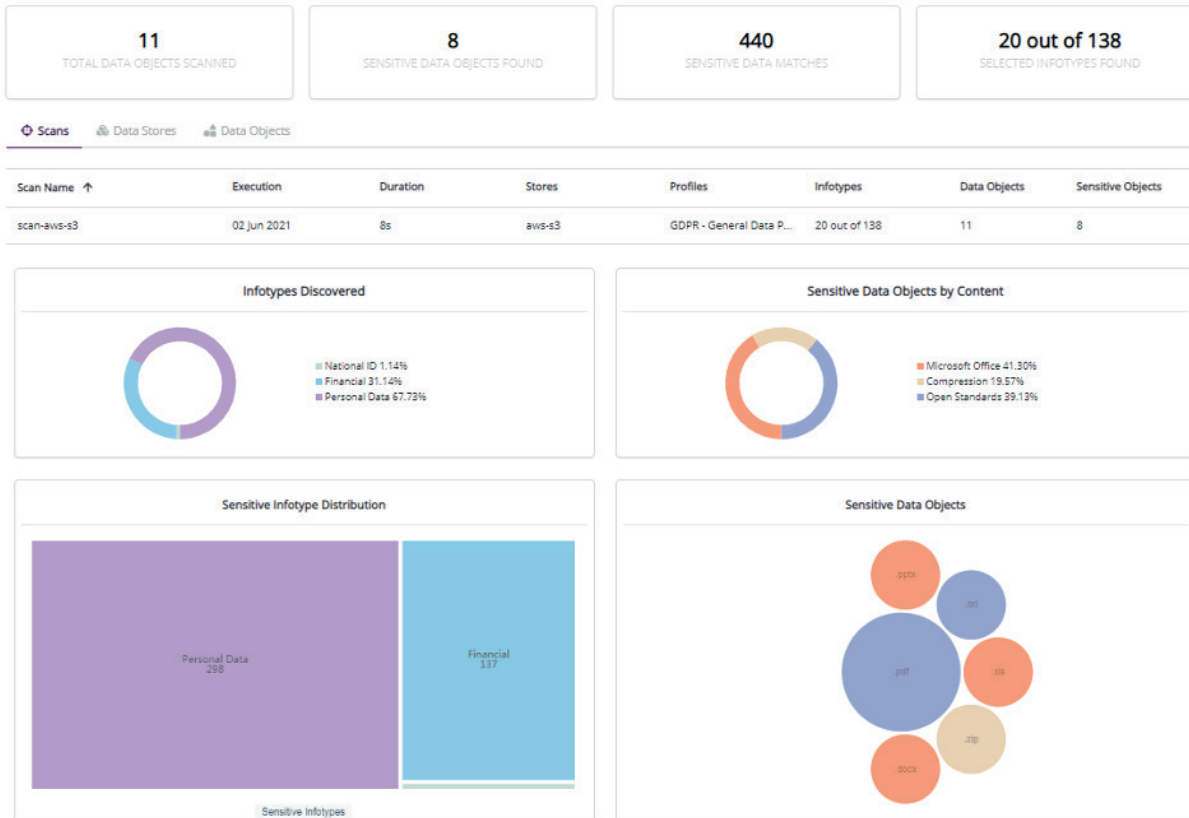 11
TOTAL DATA OBJECTS SCANNED
8
SENSITIVE DATA OBJECTS FOUND
440
SENSITIVE DATA MATCHES
20 out of 138
SELECTED INFOTYPES FOUND
Scans Data Stores Data Objects
Scan Name Execution Duration Stores Profiles Infotypes Data Objects Sensitive Objects
scan-aws-s3 02 Jun 2021 8s aws-s3 GDPR - General Data P... 20 out of 138 11 8
Infotypes Discovered
National ID 1.14%
Financial 31.14%
Personal Data 67.73%
Sensitive Data Objects by Content
Microsoft Office 41.30%
Compression 19.57%
Open Standards 39.13%
Sensitive Infotype Distribution
Personal Data
298
Financial
137
Sensitive Infotypes
Sensitive Data Objects
.pptx
.txt
.pdf
.xls
.zip
.docx